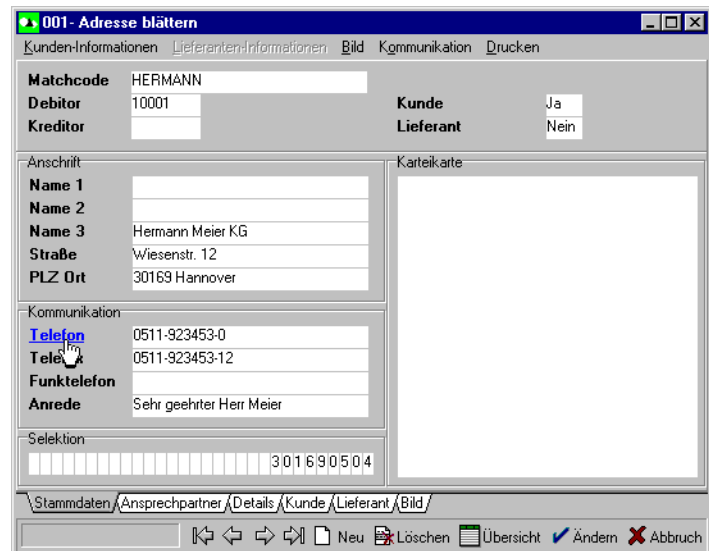 001- Adresse blättern
Kunden-Informationen Lieferanten-Informationen Bild Kommunikation Drucken
Matchcode HERMANN
Debitor 10001 Kunde Ja
Kreditor Lieferant Nein
Anschrift
Name 1
Name 2
Name 3 Hermann Meier KG
Straße Wiesenstr. 12
PLZ Ort 30169 Hannover
Karteikarte
Kommunikation
Telefon 0511-923453-0
0511-923453-12
Funktelefon
Anrede Sehr geehrter Herr Meier
Selektion
301690504
Stammdaten Ansprechpartner Details Kunde Lieferant Bild
Neu Löschen Übersicht Ändern Abbruch